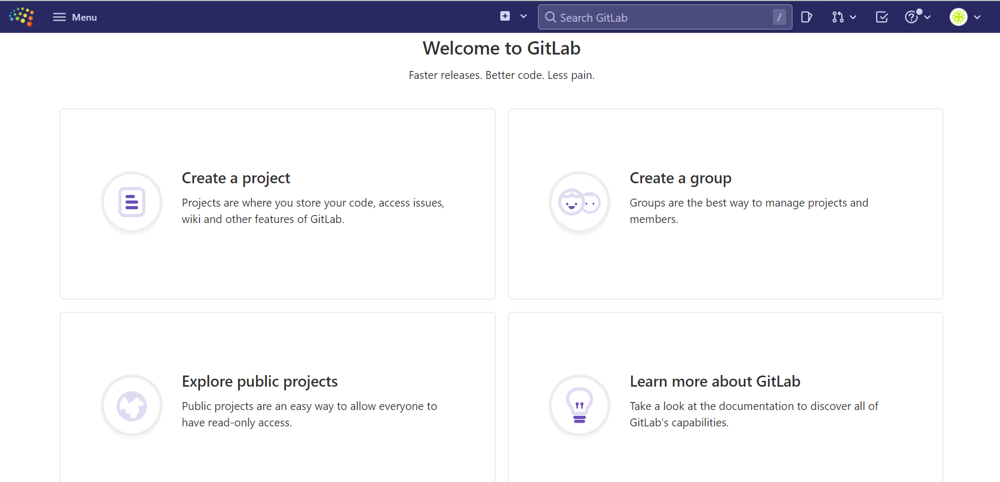 Menu
Search GitLab
/
Welcome to GitLab
Faster releases. Better code. Less pain.
Create a project
Projects are where you store your code, access issues,
wiki and other features of GitLab.
Create a group
Groups are the best way to manage projects and
members.
Explore public projects
Public projects are an easy way to allow everyone to
have read-only access.
Learn more about GitLab
Take a look at the documentation to discover all of
GitLab’s capabilities.